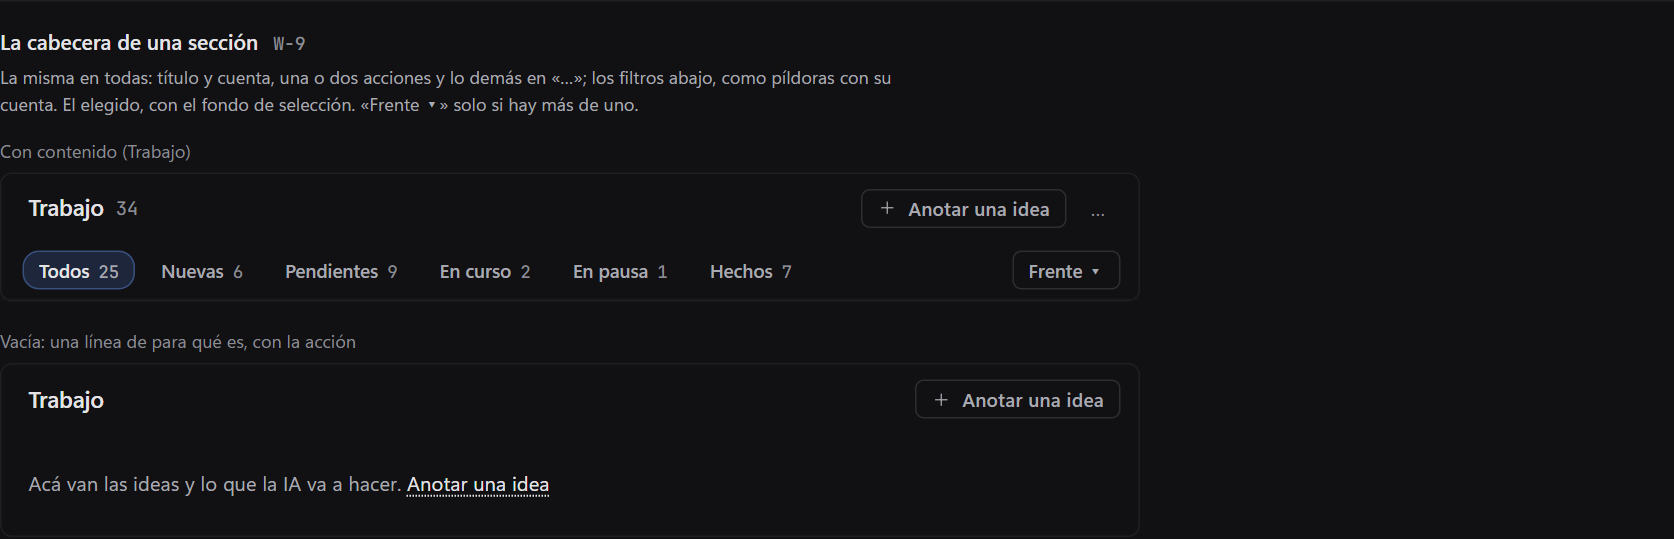 La cabecera de una sección W-9
La misma en todas: título y cuenta, una o dos acciones y lo demás en «...»; los filtros abajo, como píldoras con su
cuenta. El elegido, con el fondo de selección. «Frente ▾» solo si hay más de uno.
Con contenido (Trabajo)
Trabajo 34
+ Anotar una idea ...
Todos 25 Nuevas 6 Pendientes 9 En curso 2 En pausa 1 Hechos 7 Frente ▾
Vacía: una línea de para qué es, con la acción
Trabajo
+ Anotar una idea
Acá van las ideas y lo que la IA va a hacer. Anotar una idea